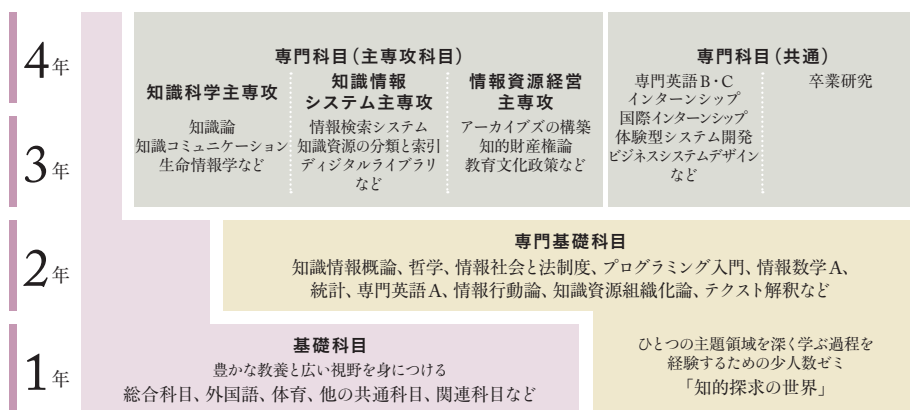 4年
3年
2年
1年
専門科目（主専攻科目）
知識科学主専攻
知識論
知識コミュニケーション
生命情報学など
知識情報
システム主専攻
情報検索システム
知識資源の分類と索引
ディジタルライブラリ
など
情報資源経営
主専攻
アーカイブズの構築
知的財産権論
教育文化政策など
専門科目（共通）
専門英語B・C
インターンシップ
国際インターンシップ
体験型システム開発
ビジネスシステムデザイン
など
卒業研究
専門基礎科目
知識情報概論、哲学、情報社会と法制度、プログラミング入門、情報数学A、
統計、専門英語A、情報行動論、知識資源組織化論、テクスト解釈など
基礎科目
豊かな教養と広い視野を身につける
総合科目、外国語、体育、他の共通科目、関連科目など
ひとつの主題領域を深く学ぶ過程を
経験するための少人数ゼミ
「知的探求の世界」